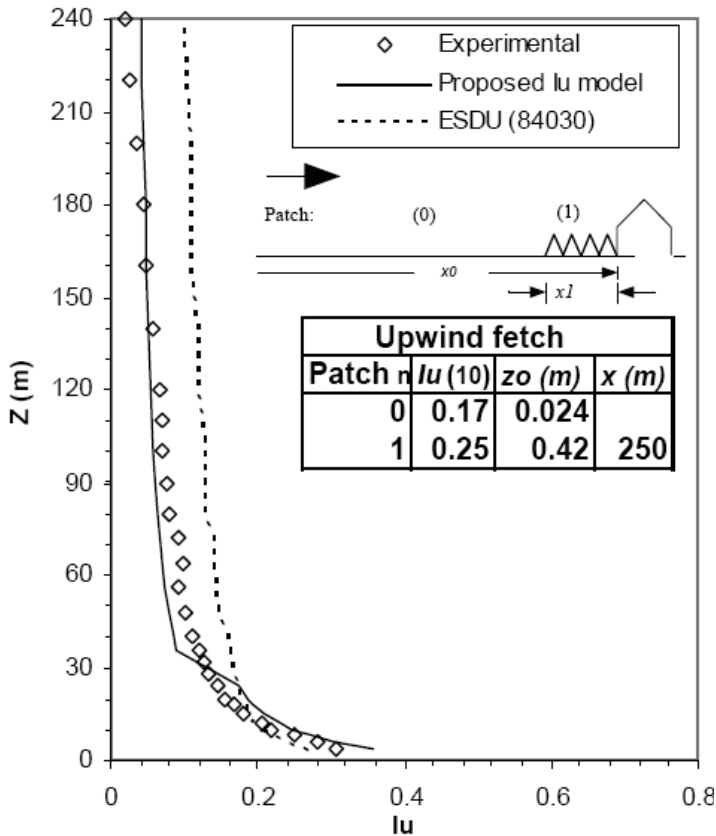 240
210
180
150
120
90
60
30
0
Z (m)
0
0.2
0.4
0.6
0.8
Iu
Experimental
Proposed Iu model
ESDU (84030)
Patch:
(0)
(1)
x0
x1
Upwind fetch
Patch n Iu (10) zo (m) x (m)
0 0.17 0.024
1 0.25 0.42 250